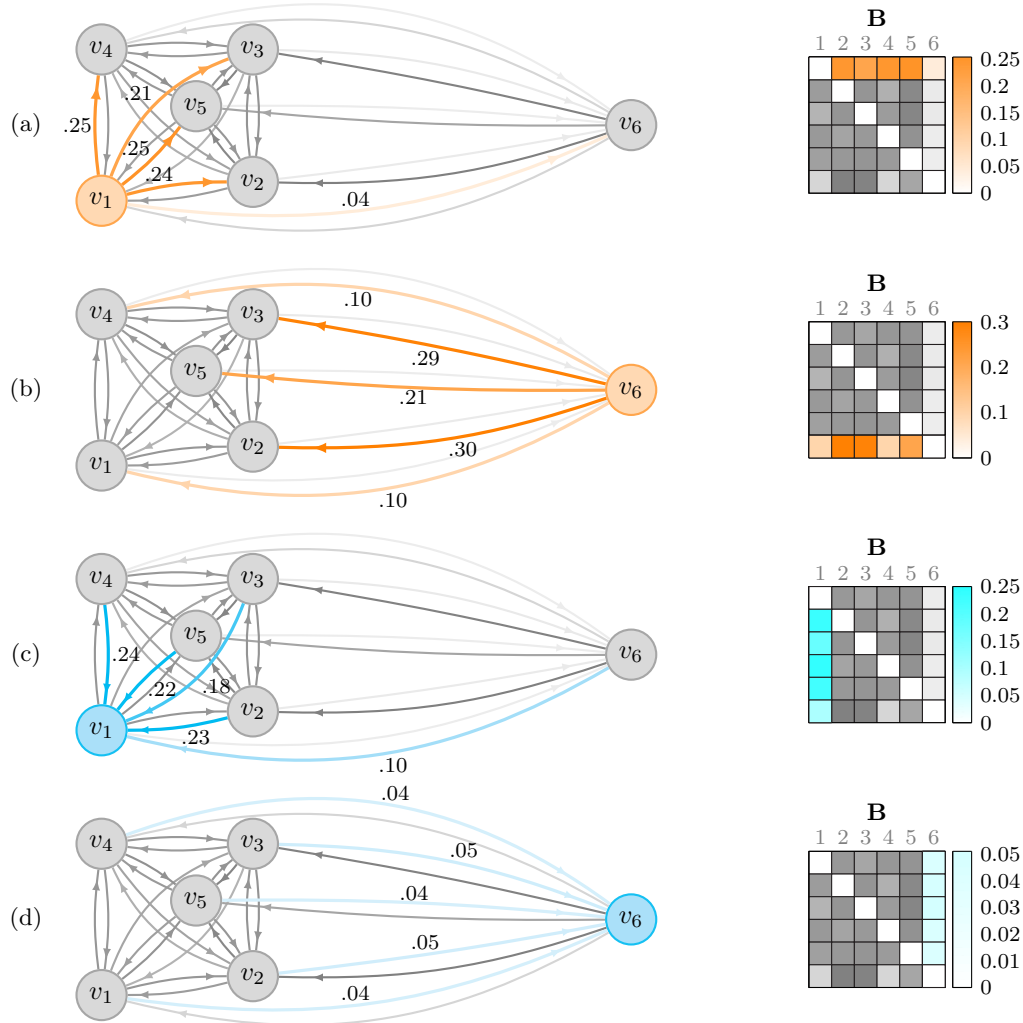 (a)
v4
v3
v5
v1
v2
v6
.21
.25
.25
.24
.04
B
1 2 3 4 5 6
0.25
0.2
0.15
0.1
0.05
0
(b)
v4
v3
v5
v1
v2
v6
.10
.29
.21
.30
.10
B
1 2 3 4 5 6
0.3
0.2
0.1
0
(c)
v4
v3
v5
v1
v2
v6
.24
.22
.18
.23
.10
B
1 2 3 4 5 6
0.25
0.2
0.15
0.1
0.05
0
(d)
v4
v3
v5
v1
v2
v6
.04
.05
.04
.05
.04
B
1 2 3 4 5 6
0.05
0.04
0.03
0.02
0.01
0